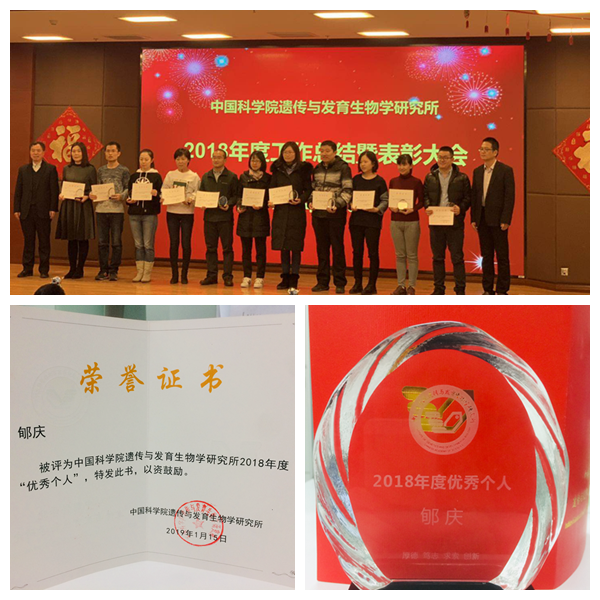 中国科学院遗传与发育生物学研究所
2018年度工作总结暨表彰大会
福
荣誉证书
郇庆
被评为中国科学院遗传与发育生物学研究所2018年度
“优秀个人”，特发此书，以资鼓励。
中国科学院遗传与发育生物学研究所
2019年1月15日
2018年度优秀个人
郇庆